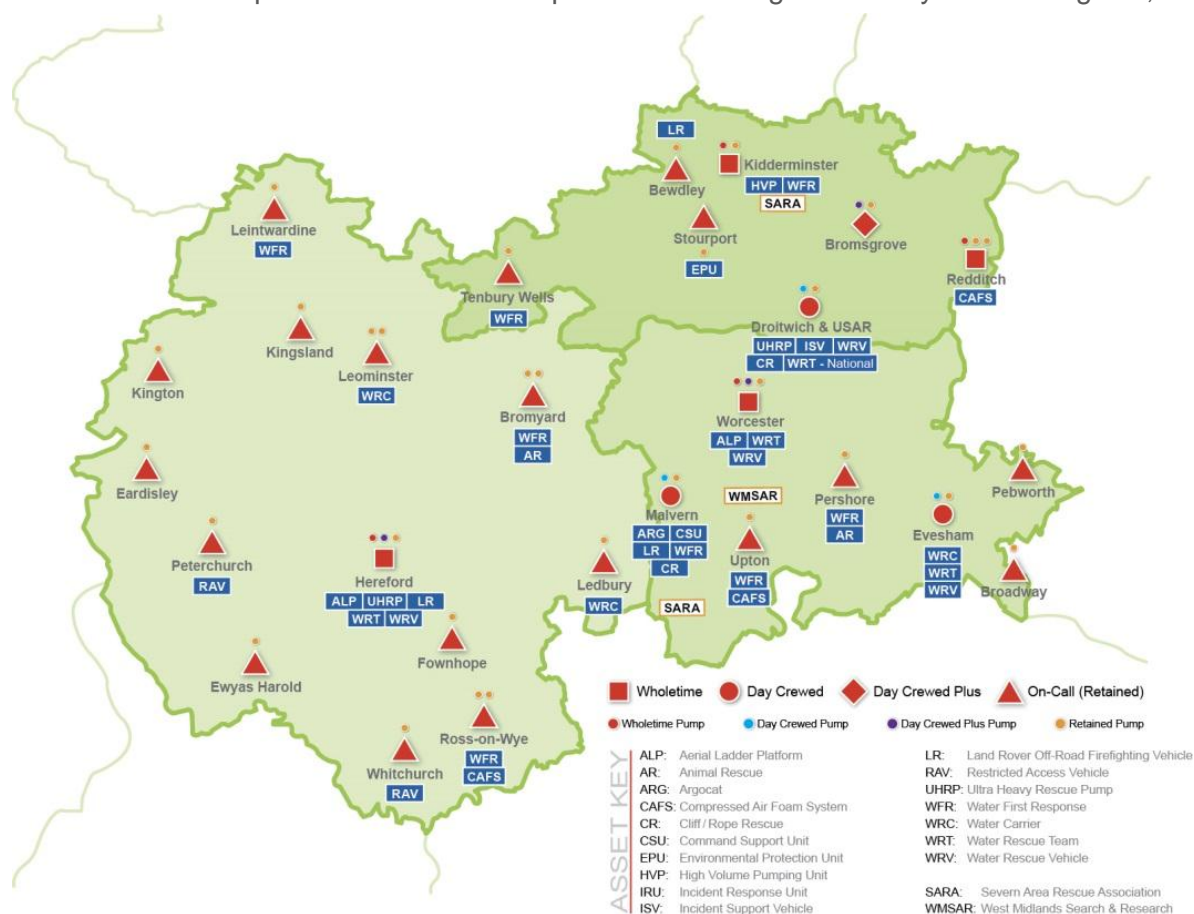 LR
Kidderminster
Bewdley
HVP WFR
SARA
Leintwardine
WFR
Stourport
EPU
Bromsgrove
Redditch
CAFS
Tenbury Wells
WFR
Droitwich & USAR
UHRP ISV WRV
CR WRT - National
Kingsland
Leominster
WRC
Kington
Bromyard
WFR
AR
Worcester
ALP WRT
WRV
Eardisley
Malvern
ARG CSU
LR WFR
CR
WMSAR
Pershore
WFR
AR
Pebworth
Evesham
WRC
WRT
WRV
Peterchurch
RAV
Hereford
ALP UHRP LR
WRT WRV
Ledbury
WRC
Upton
WFR
CAFS
Broadway
SARA
Fownhope
Ewyas Harold
Ross-on-Wye
WFR
CAFS
Whitchurch
RAV
Wholetime Day Crewed Day Crewed Plus On-Call (Retained)
Wholetime Pump Day Crewed Pump Day Crewed Plus Pump Retained Pump
ASSET KEY
ALP: Aerial Ladder Platform
AR: Animal Rescue
ARG: Argocat
CAFS: Compressed Air Foam System
CR: Cliff / Rope Rescue
CSU: Command Support Unit
EPU: Environmental Protection Unit
HVP: High Volume Pumping Unit
IRU: Incident Response Unit
ISV: Incident Support Vehicle
LR: Land Rover Off-Road Firefighting Vehicle
RAV: Restricted Access Vehicle
UHRP: Ultra Heavy Rescue Pump
WFR: Water First Response
WRC: Water Carrier
WRT: Water Rescue Team
WRV: Water Rescue Vehicle
SARA: Severn Area Rescue Association
WMSAR: West Midlands Search & Research